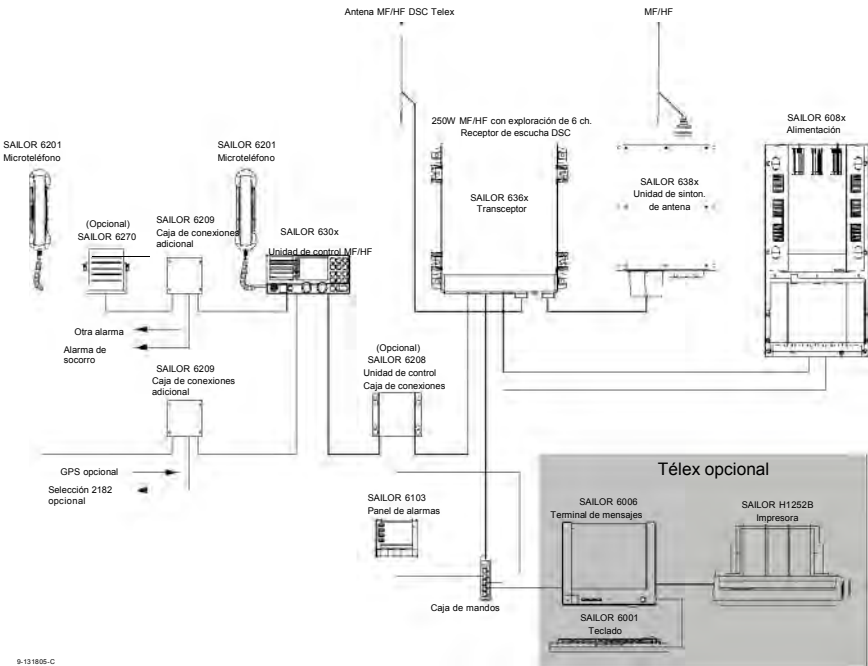 Antena MF/HF DSC Telex
MF/HF
SAILOR 6201
Microteléfono
SAILOR 6201
Microteléfono
250W MF/HF con exploración de 6 ch.
Receptor de escucha DSC
SAILOR 608x
Alimentación
SAILOR 636x
Transceptor
SAILOR 638x
Unidad de sinton.
de antena
(Opcional)
SAILOR 6270
SAILOR 6209
Caja de conexiones
adicional
SAILOR 630x
Unidad de control MF/HF
Otra alarma
Alarma de
socorro
SAILOR 6209
Caja de conexiones
adicional
(Opcional)
SAILOR 6208
Unidad de control
Caja de conexiones
GPS opcional
Selección 2182
opcional
SAILOR 6103
Panel de alarmas
Caja de mandos
Télex opcional
SAILOR 6006
Terminal de mensajes
SAILOR H1252B
Impresora
SAILOR 6001
Teclado
9-131805-C